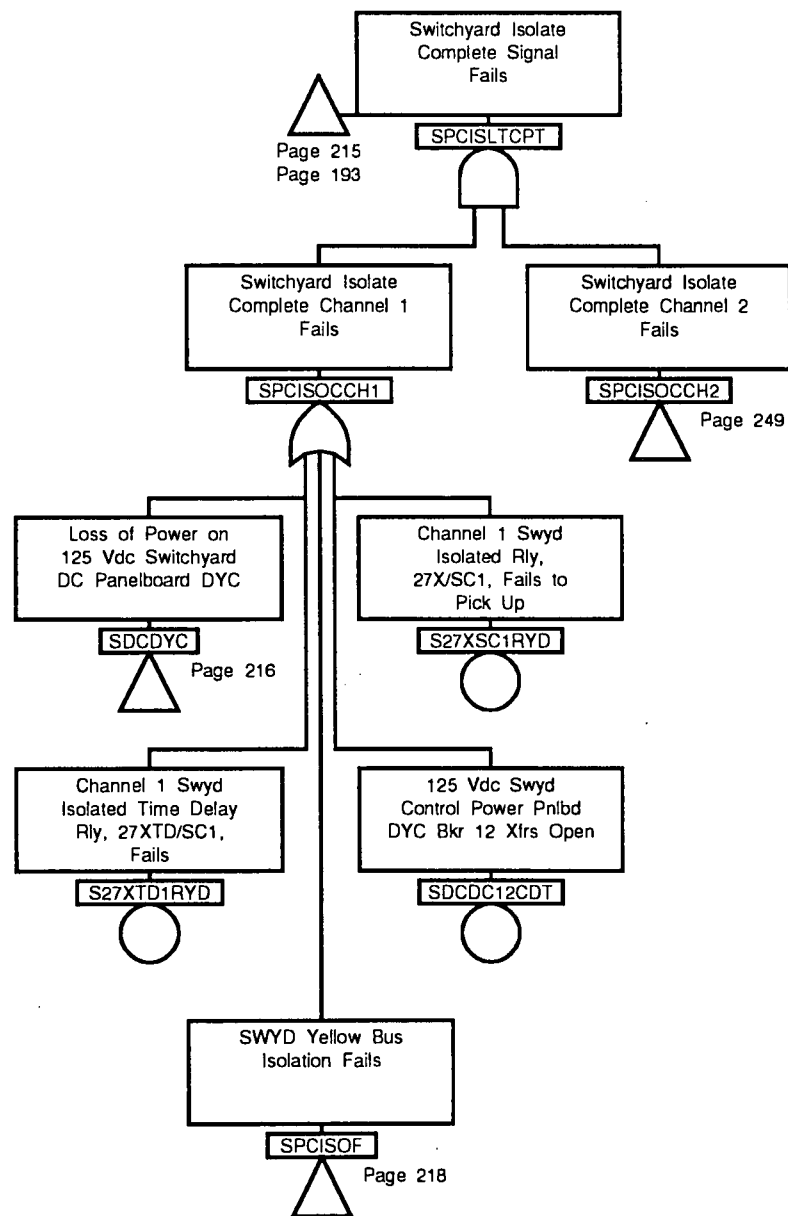 Switchyard Isolate
Complete Signal
Fails
SPCISLTCPT
Page 215
Page 193
Switchyard Isolate
Complete Channel 1
Fails
SPCISOCCH1
Switchyard Isolate
Complete Channel 2
Fails
SPCISOCCH2
Page 249
Loss of Power on
125 Vdc Switchyard
DC Panelboard DYC
SDCDYC
Page 216
Channel 1 Swyd
Isolated Rly,
27X/SC1, Fails to
Pick Up
S27XSC1RYD
Channel 1 Swyd
Isolated Time Delay
Rly, 27XTD/SC1,
Fails
S27XTD1RYD
125 Vdc Swyd
Control Power Pnlbd
DYC Bkr 12 Xfrs Open
SDCDC12CDT
SWYD Yellow Bus
Isolation Fails
SPCISOF
Page 218